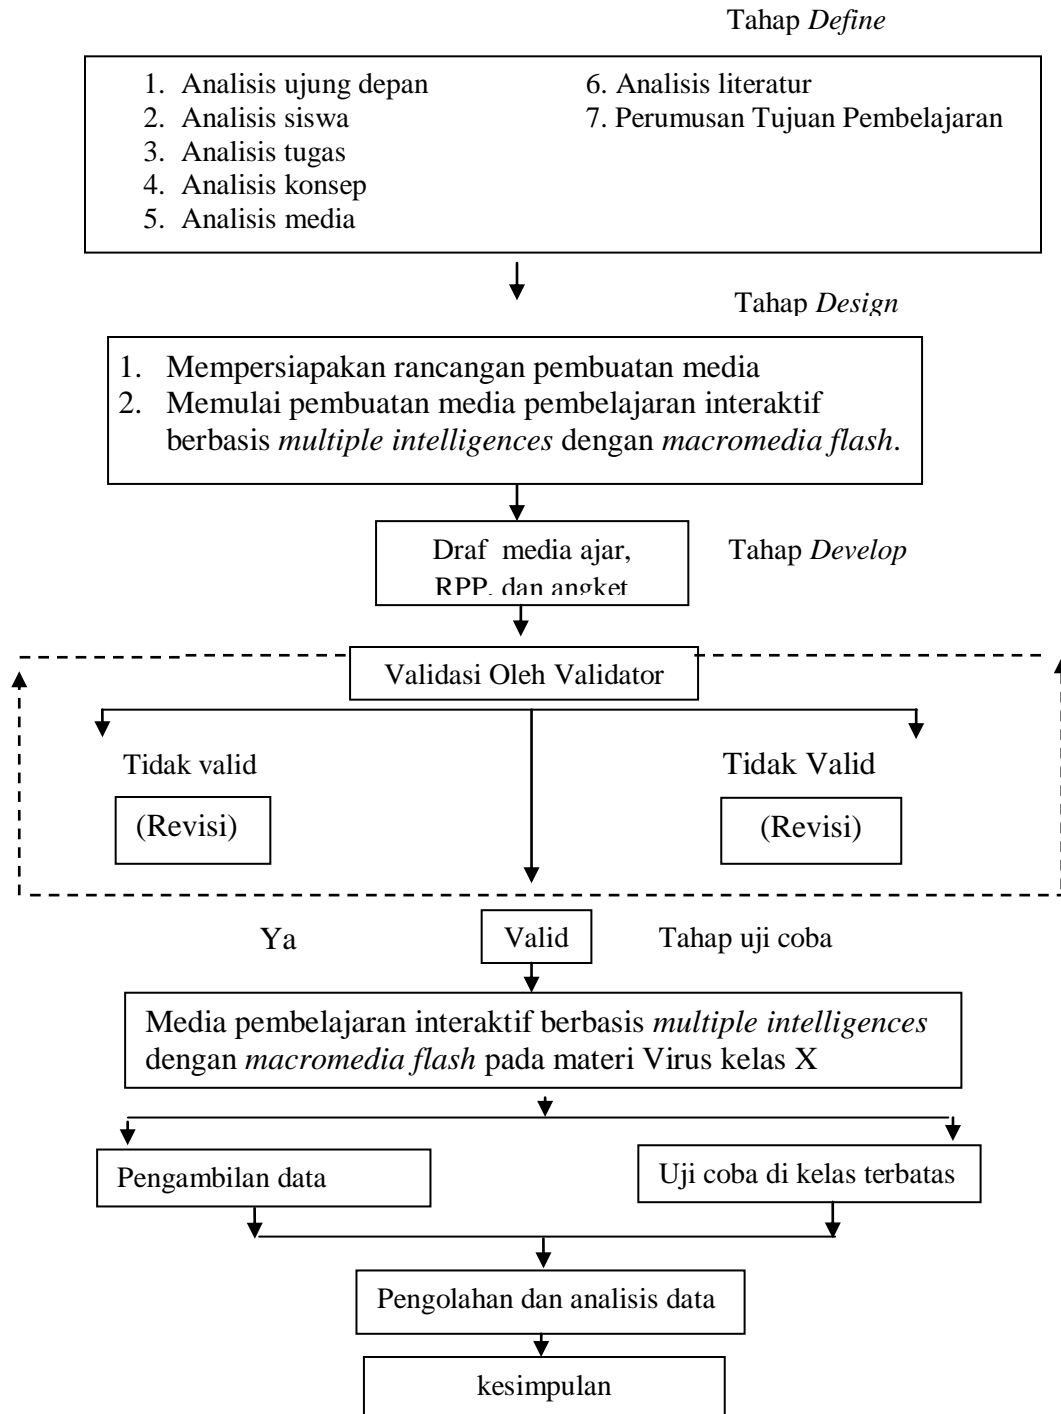 Tahap Define
1. Analisis ujung depan
2. Analisis siswa
3. Analisis tugas
4. Analisis konsep
5. Analisis media
6. Analisis literatur
7. Perumusan Tujuan Pembelajaran
Tahap Design
1. Mempersiapakan rancangan pembuatan media
2. Memulai pembuatan media pembelajaran interaktif
berbasis multiple intelligences dengan macromedia flash.
Draf media ajar,
RPP. dan angket
Tahap Develop
Validasi Oleh Validator
Tidak valid
Tidak Valid
(Revisi)
(Revisi)
Ya
Valid
Tahap uji coba
Media pembelajaran interaktif berbasis multiple intelligences
dengan macromedia flash pada materi Virus kelas X
Pengambilan data
Uji coba di kelas terbatas
Pengolahan dan analisis data
kesimpulan